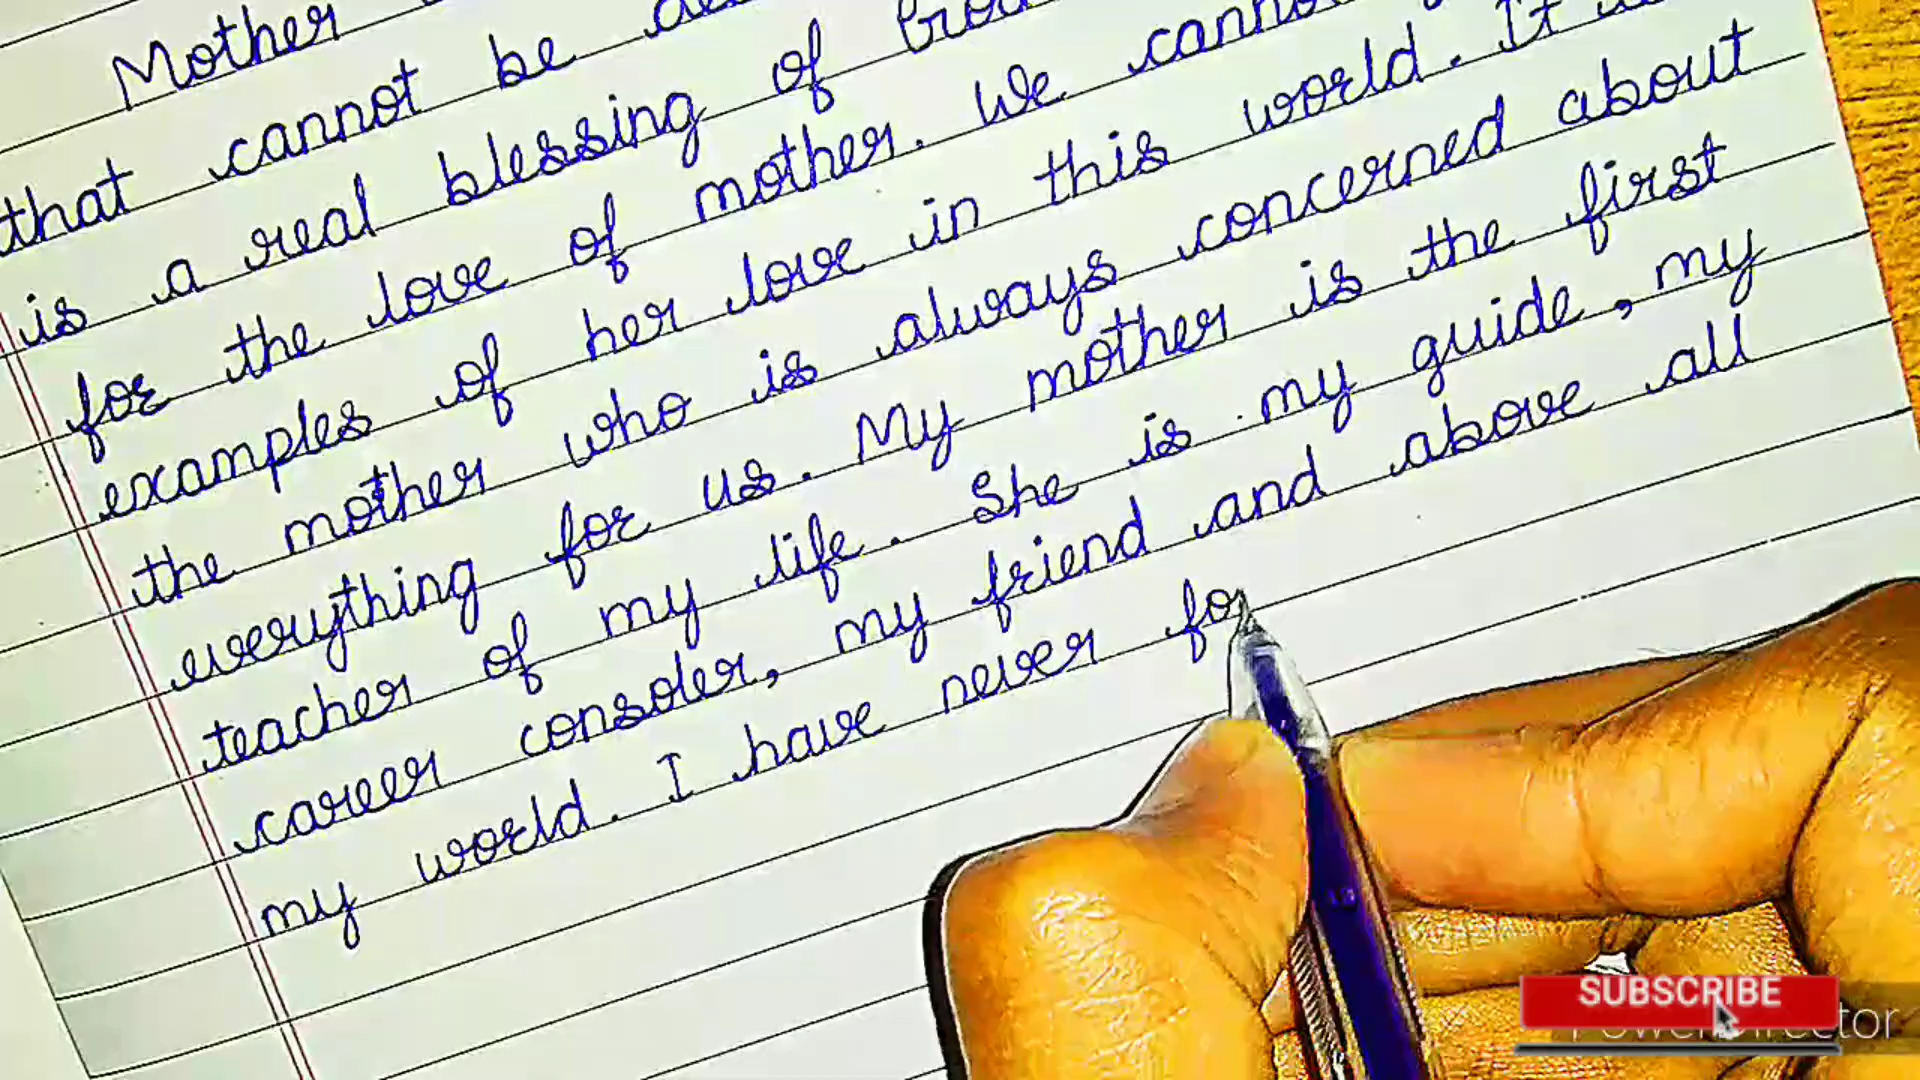 Mother
that cannot be
is a real blessing of
for the love of mother. We
examples of her love in this world. It
the mother who is always concerned about
everything for us. My mother is the first
teacher of my life. She is my guide, my
career consoler, my friend and above all
my world. I have never for
SUBSCRIBE
PowerDirector